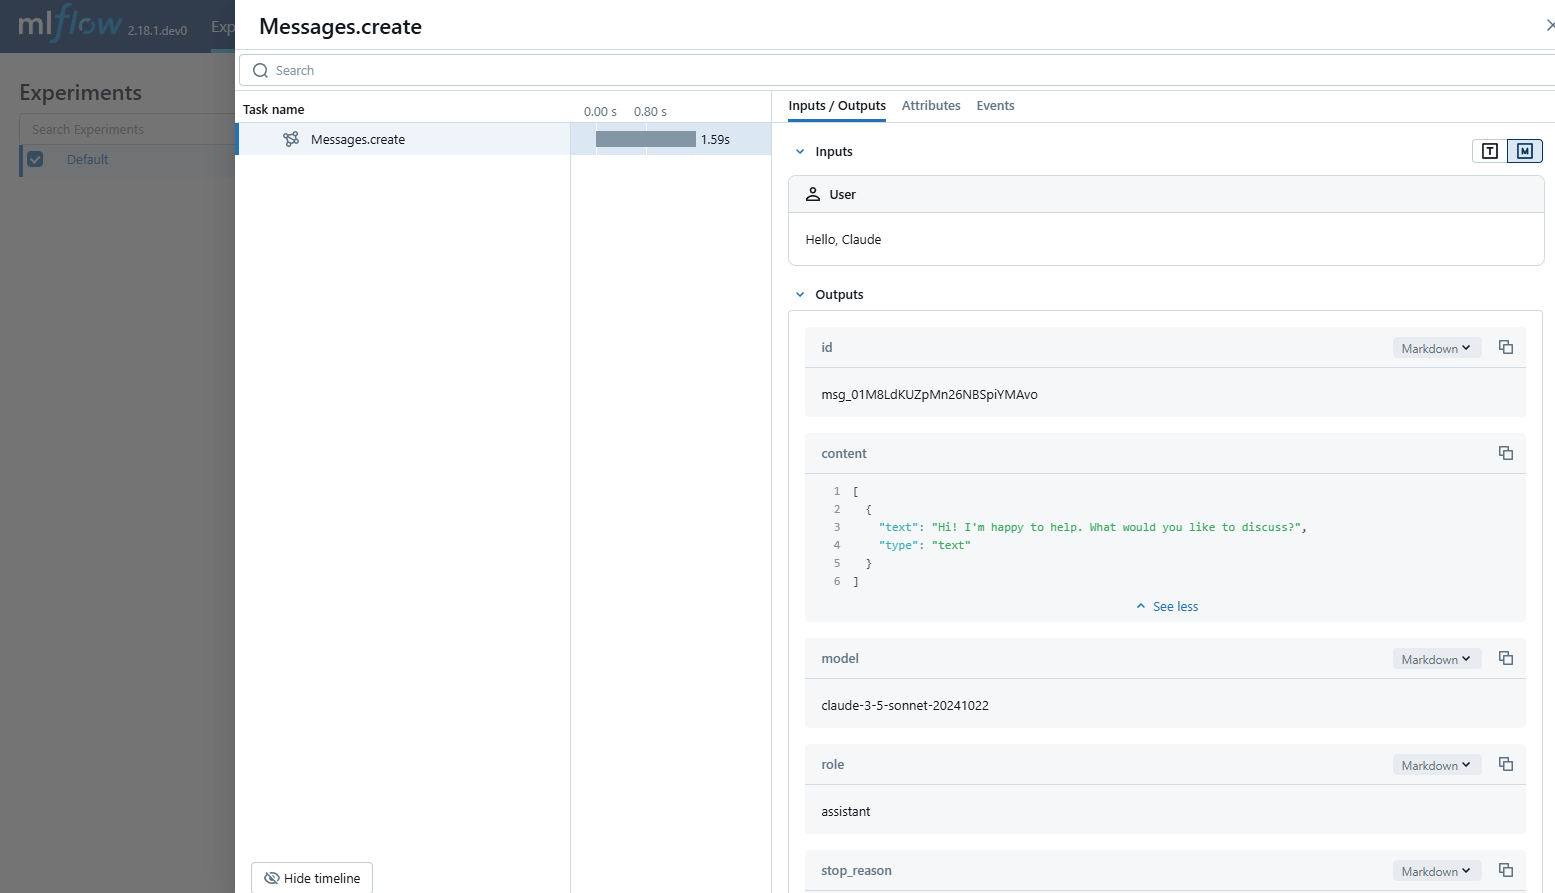 mlflow 2.18.1.dev0 Exp
Experiments
Search Experiments
Default
Messages.create
Search
Task name
0.00 s 0.80 s
Messages.create
1.59s
Hide timeline
Inputs / Outputs Attributes Events
Inputs
T M
User
Hello, Claude
Outputs
id Markdown
msg_01M8LdKUZpMn26NBSpiYMAvo
content
1 [
2 {
3 "text": "Hi! I'm happy to help. What would you like to discuss?",
4 "type": "text"
5 }
6 ]
See less
model Markdown
claude-3-5-sonnet-20241022
role Markdown
assistant
stop_reason Markdown